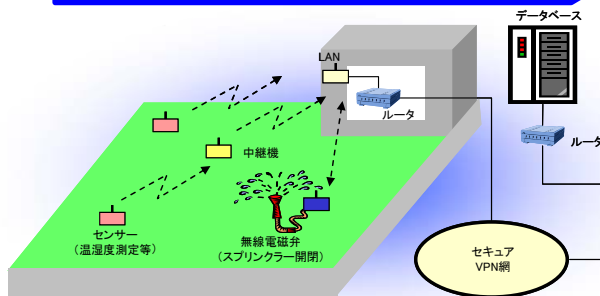 データベース
LAN
ルータ
ルータ
中継機
センサー
(温湿度測定等)
無線電磁弁
(スプリンクラー開閉)
セキュア
VPN網